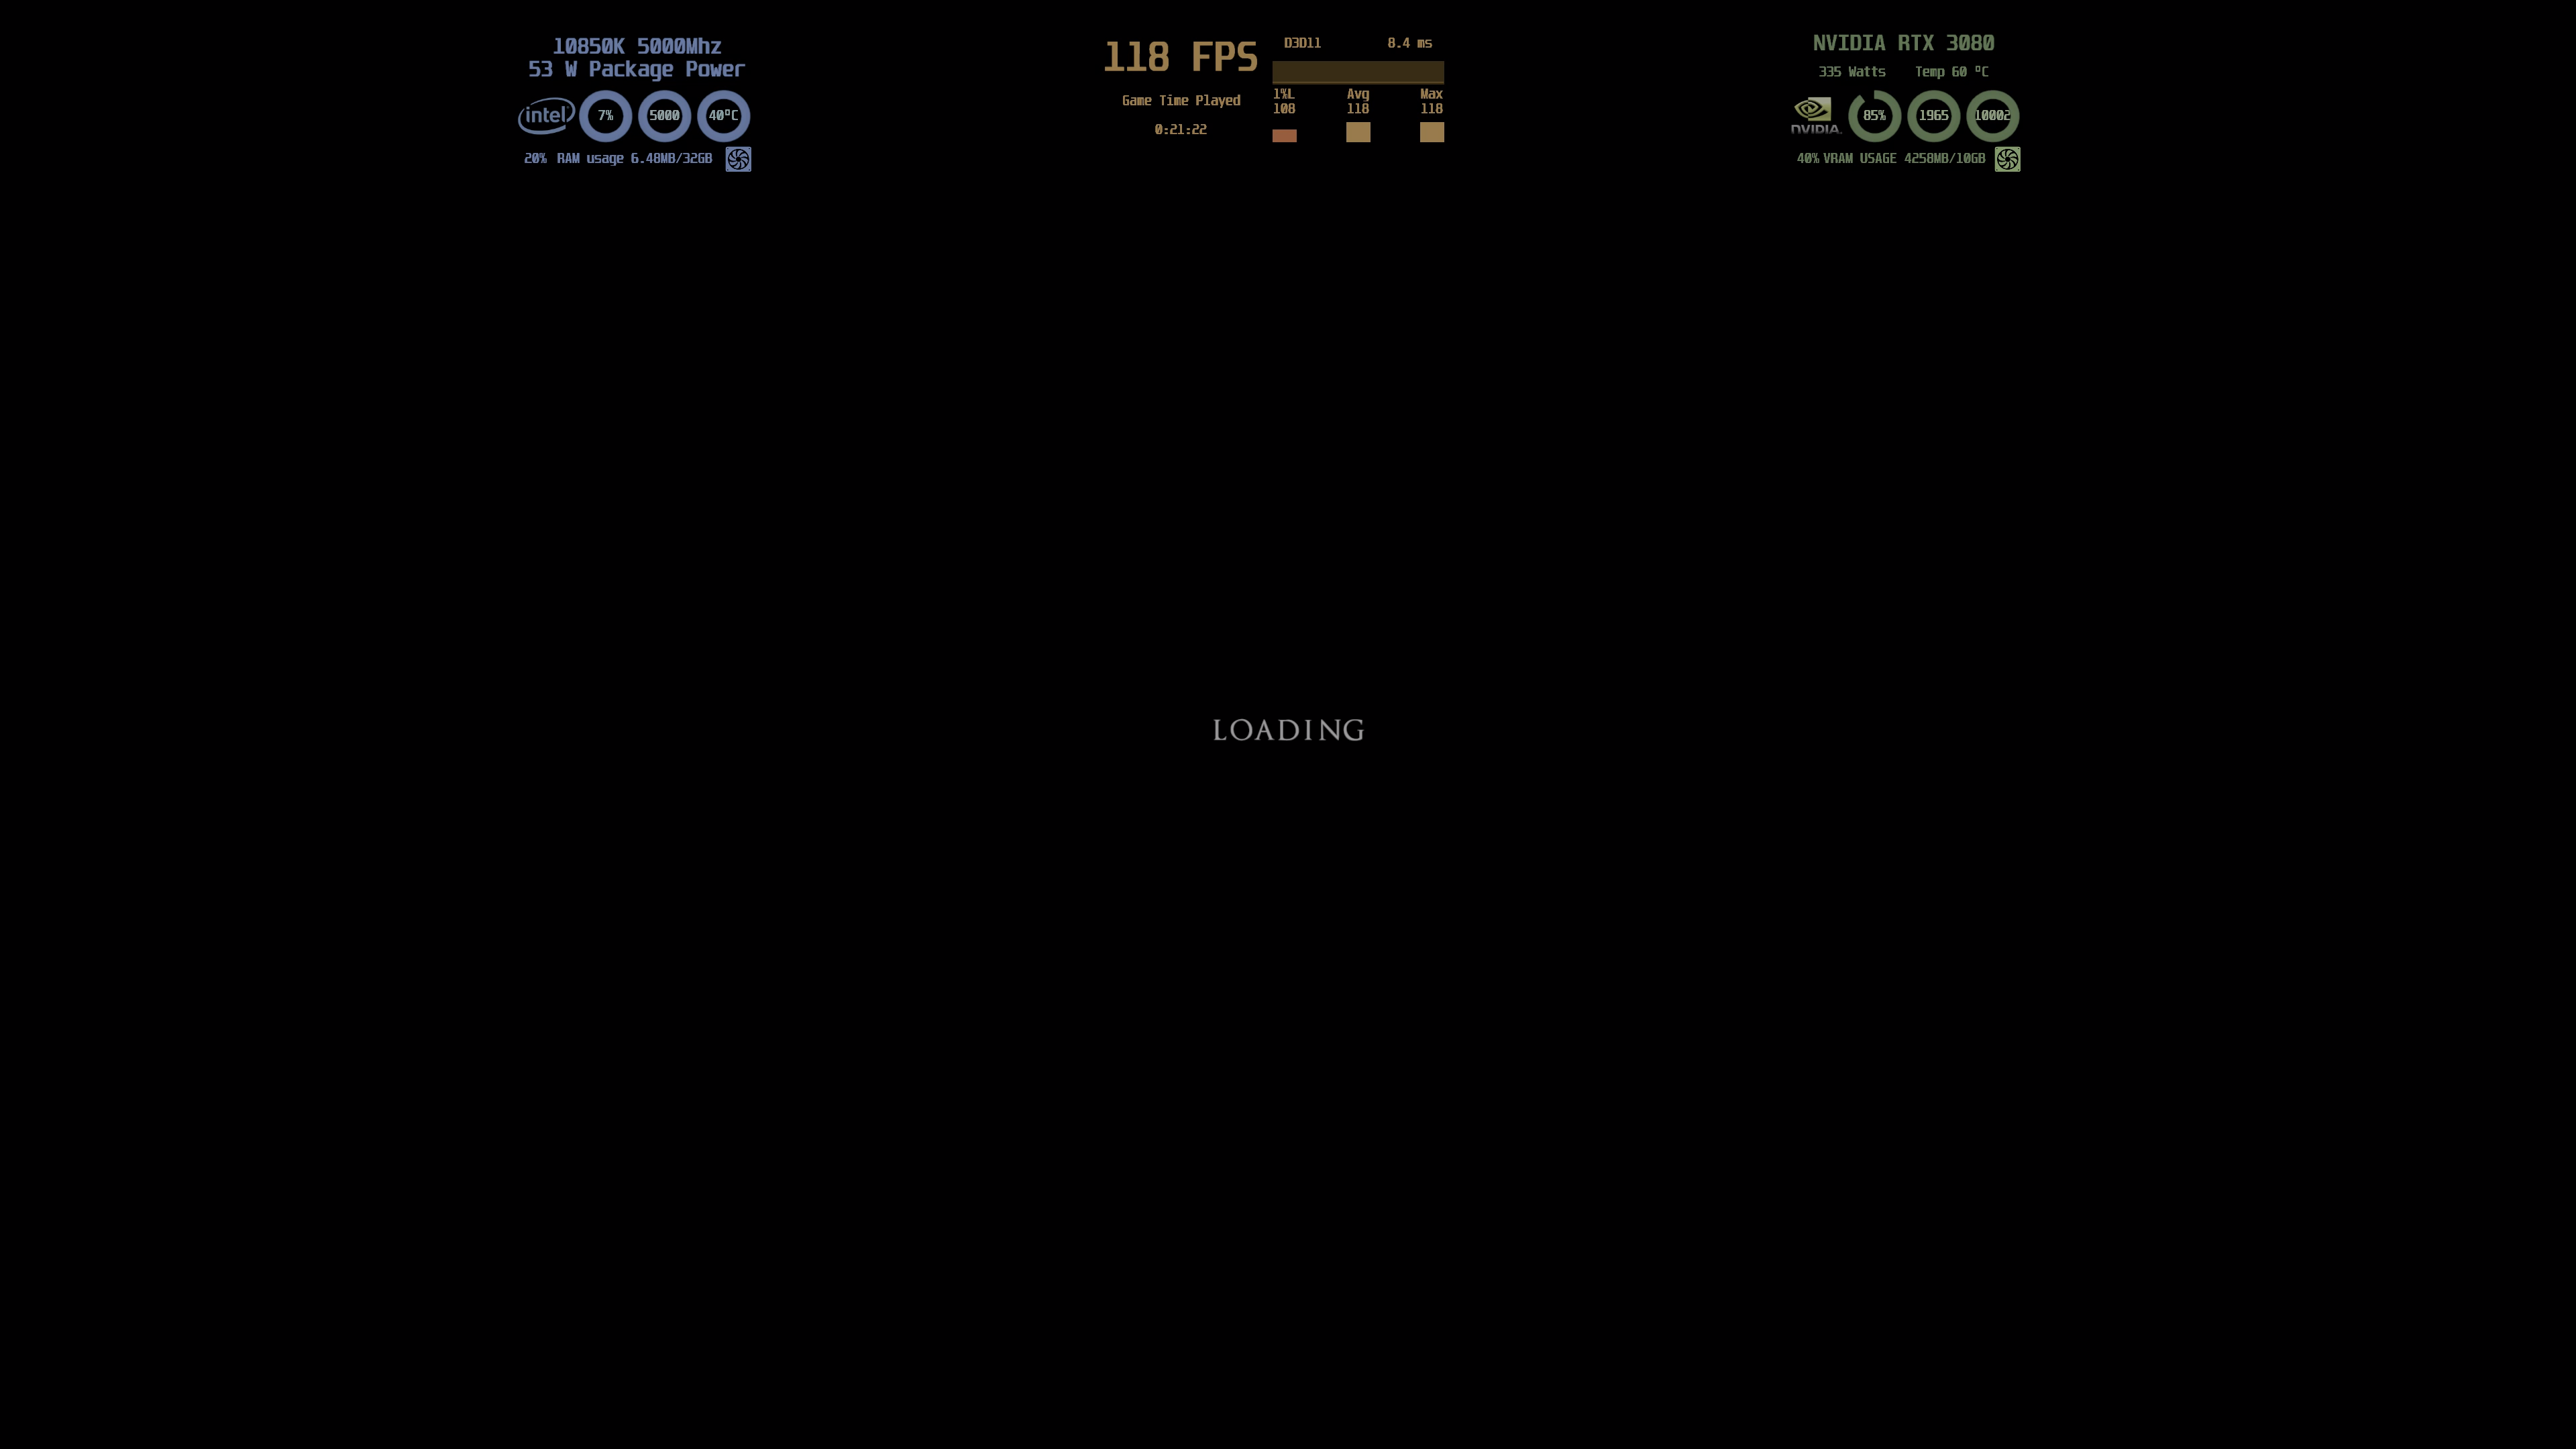 10850K 5000Mhz
53 W Package Power
intel 7% 5000 40°C
20% RAM usage 6.48MB/32GB
118 FPS
Game Time Played
0:21:22
D3D11 8.4 ms
1%L Avg Max
108 118 118
NVIDIA RTX 3080
335 Watts Temp 60 °C
NVIDIA. 85% 1965 10002
40% VRAM USAGE 4258MB/10GB
LOADING